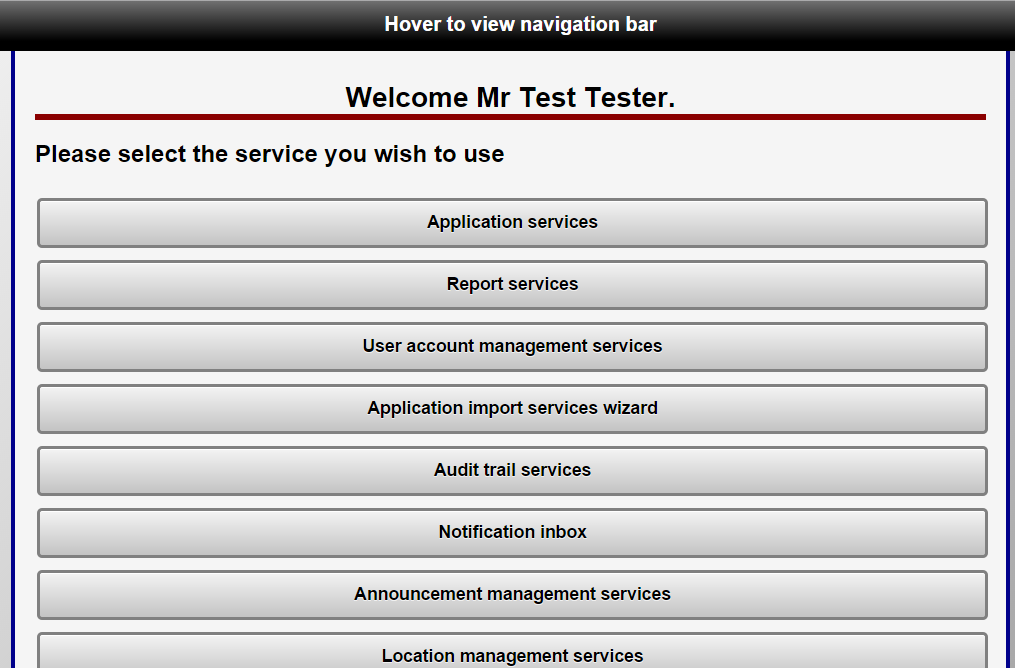 Hover to view navigation bar
Welcome Mr Test Tester.
Please select the service you wish to use
Application services
Report services
User account management services
Application import services wizard
Audit trail services
Notification inbox
Announcement management services
Location management services